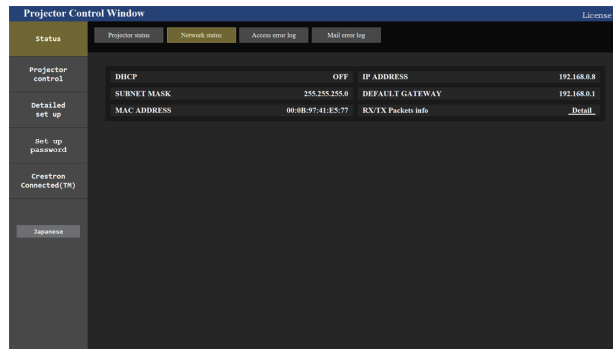 Projector Control Window
License
Status
Projector status
Network status
Access error log
Mail error log
Projector
control
Detailed
set up
Set up
password
Crestron
Connected(TM)
Japanese
DHCP OFF IP ADDRESS 192.168.0.8
SUBNET MASK 255.255.255.0 DEFAULT GATEWAY 192.168.0.1
MAC ADDRESS 00:0B:97:41:E5:77 RX/TX Packets info Detail